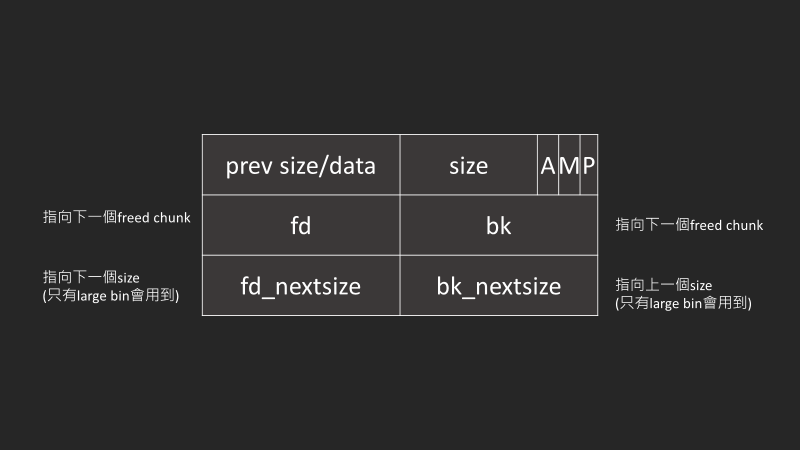 prev size/data
size
A
M
P
指向下一個freed chunk
fd
bk
指向下一個freed chunk
指向下一個size
(只有large bin會用到)
fd_nextsize
bk_nextsize
指向上一個size
(只有large bin會用到)